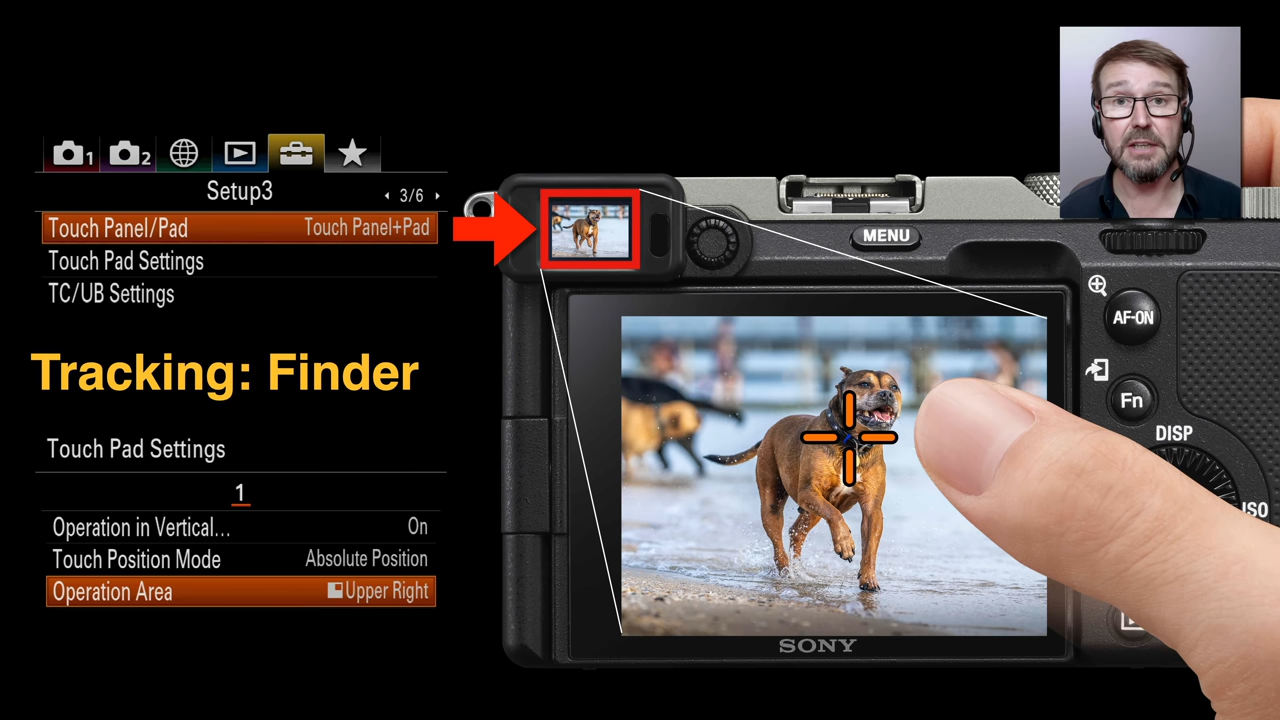 1 2
Setup3
3/6
Touch Panel/Pad Touch Panel+Pad
Touch Pad Settings
TC/UB Settings
Tracking: Finder
Touch Pad Settings
1
Operation in Vertical... On
Touch Position Mode Absolute Position
Operation Area Upper Right
MENU
AF-ON
Fn
DISP
ISO
SONY